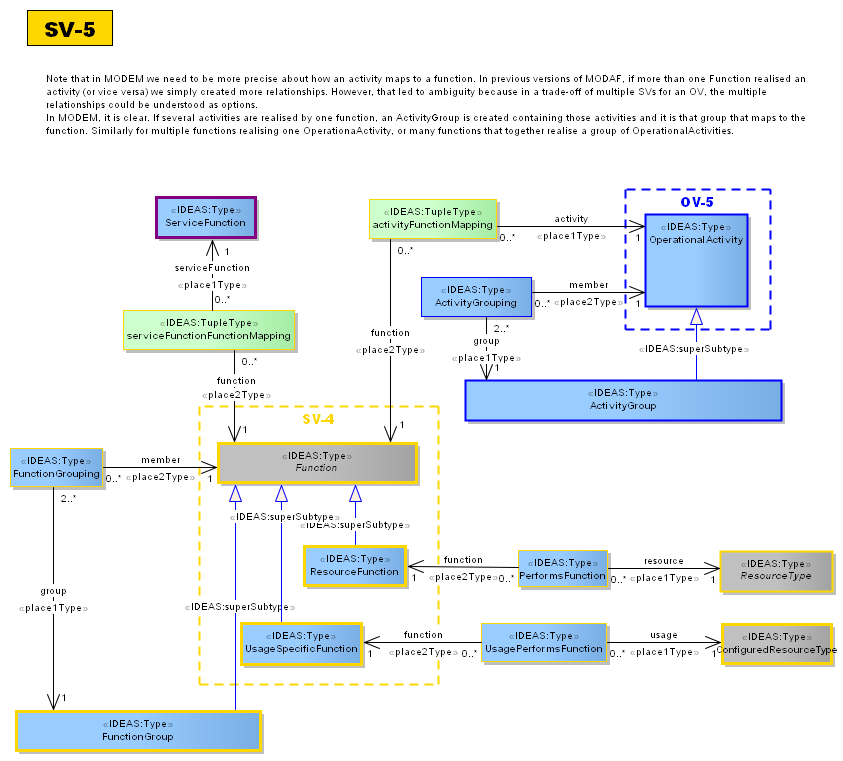 SV-5
Note that in MODEM we need to be more precise about how an activity maps to a function. In previous versions of MODAF, if more than one Function realised an
activity (or vice versa) we simply created more relationships. However, that led to ambiguity because in a trade-off of multiple SVs for an OV, the multiple
relationships could be understood as options.
In MODEM, it is clear. If several activities are realised by one function, an ActivityGroup is created containing those activities and it is that group that maps to the
function. Similarly for multiple functions realising one OperationaActivity, or many functions that together realise a group of OperationalActivities.
«IDEAS:Type»
ServiceFunction
1
serviceFunction
«place1Type»
0..*
«IDEAS:TupleType»
serviceFunctionFunctionMapping
0..*
function
«place2Type»
1
«IDEAS:TupleType»
activityFunctionMapping
0..*
activity
«place1Type»
1
0..*
function
«place2Type»
1
OV-5
«IDEAS:Type»
OperationalActivity
«IDEAS:Type»
ActivityGrouping
0..*
member
«place2Type»
1
2..*
group
«place1Type»
1
«IDEAS:superSubtype»
«IDEAS:Type»
ActivityGroup
SV-4
«IDEAS:Type»
Function
«IDEAS:Type»
FunctionGrouping
0..*
member
«place2Type»
1
2..*
group
«place1Type»
1
«IDEAS:superSubtype»
«IDEAS:superSubtype»
«IDEAS:superSubtype»
«IDEAS:Type»
ResourceFunction
1
function
«place2Type»
0..*
«IDEAS:Type»
PerformsFunction
0..*
resource
«place1Type»
1
«IDEAS:Type»
ResourceType
«IDEAS:Type»
UsageSpecificFunction
1
function
«place2Type»
0..*
«IDEAS:Type»
UsagePerformsFunction
0..*
usage
«place1Type»
1
«IDEAS:Type»
ConfiguredResourceType
«IDEAS:Type»
FunctionGroup